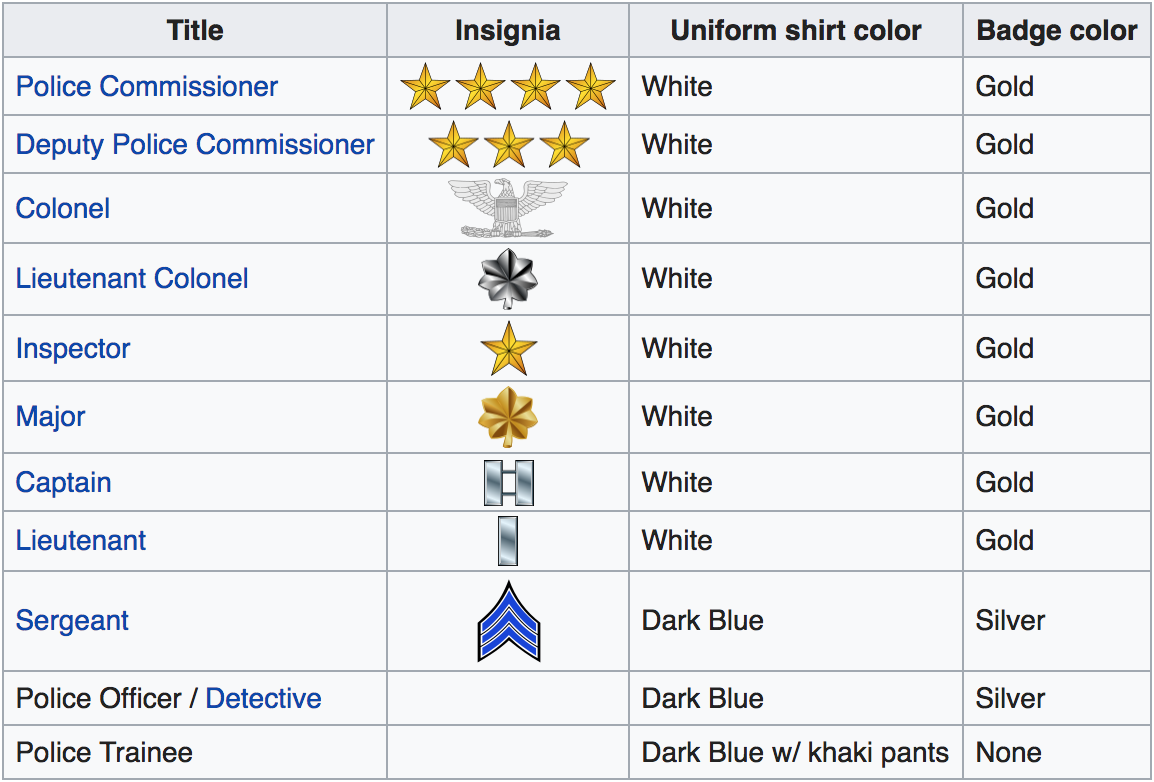 Title Insignia Uniform shirt color Badge color
Police Commissioner White Gold
Deputy Police Commissioner White Gold
Colonel White Gold
Lieutenant Colonel White Gold
Inspector White Gold
Major White Gold
Captain White Gold
Lieutenant White Gold
Sergeant Dark Blue Silver
Police Officer / Detective Dark Blue Silver
Police Trainee Dark Blue w/ khaki pants None